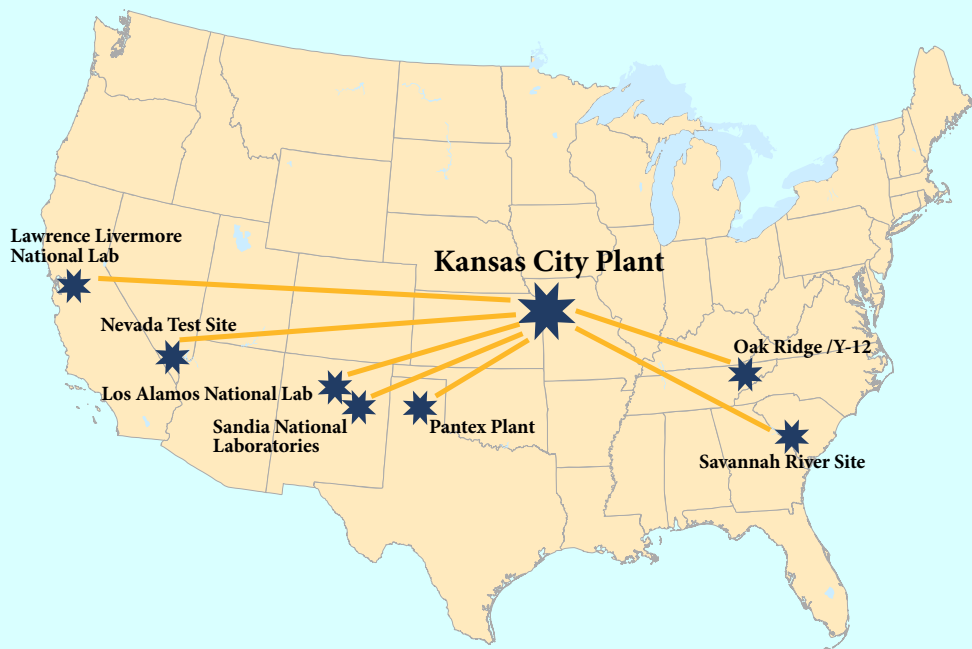 Lawrence Livermore
National Lab
Kansas City Plant
Nevada Test Site
Oak Ridge /Y-12
Los Alamos National Lab
Sandia National
Laboratories
Pantex Plant
Savannah River Site